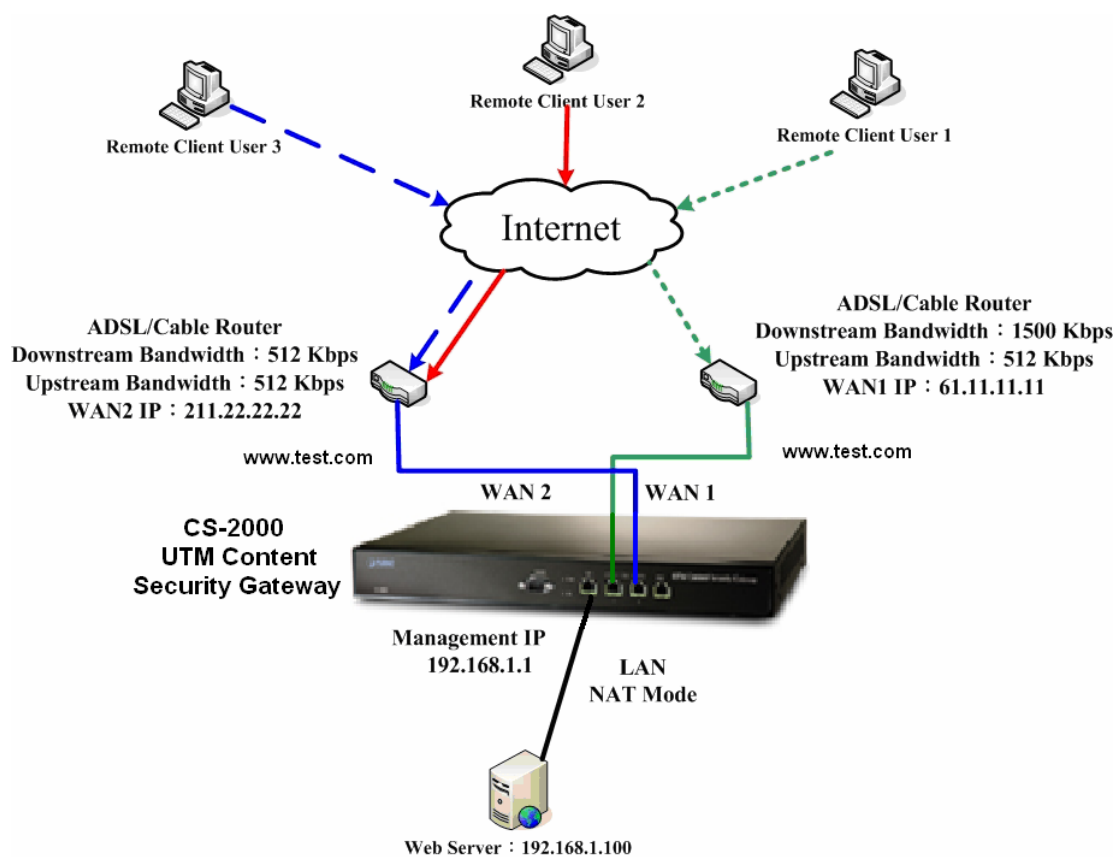 Remote Client User 2
Remote Client User 3
Remote Client User 1
Internet
ADSL/Cable Router
Downstream Bandwidth：512 Kbps
Upstream Bandwidth：512 Kbps
WAN2 IP：211.22.22.22
ADSL/Cable Router
Downstream Bandwidth：1500 Kbps
Upstream Bandwidth：512 Kbps
WAN1 IP：61.11.11.11
www.test.com
www.test.com
WAN 2
WAN 1
CS-2000
UTM Content
Security Gateway
Management IP
192.168.1.1
LAN
NAT Mode
Web Server：192.168.1.100